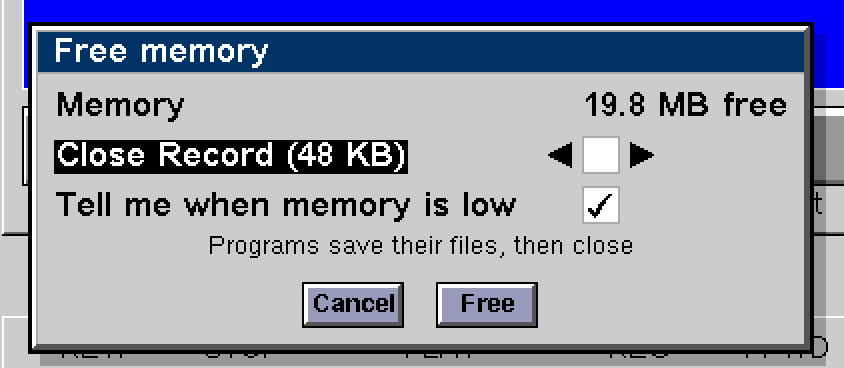 Free memory
Memory 19.8 MB free
Close Record (48 KB)
Tell me when memory is low
Programs save their files, then close
Cancel Free